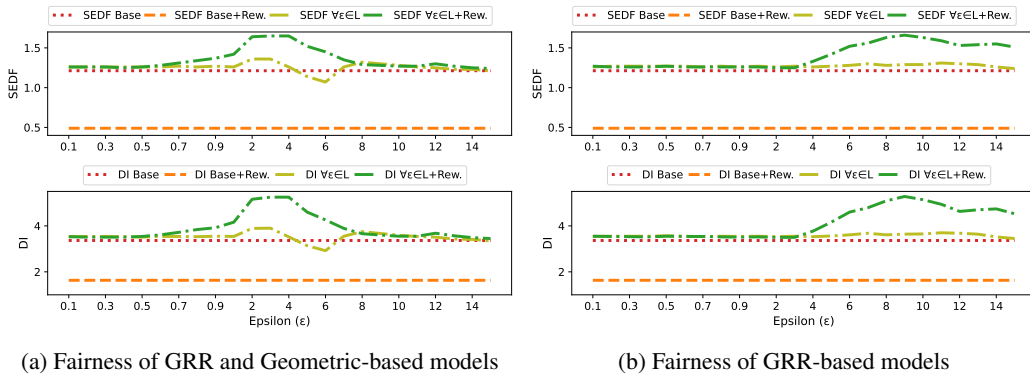 SEDF Base SEDF Base+Rew. SEDF ∀ε∈L SEDF ∀ε∈L+Rew.
1.5
1.0
0.5
SEDF
0.1 0.3 0.5 0.7 0.9 2 4 6 8 10 12 14
DI Base DI Base+Rew. DI ∀ε∈L DI ∀ε∈L+Rew.
4
2
DI
0.1 0.3 0.5 0.7 0.9 2 4 6 8 10 12 14
Epsilon (ε)
(a) Fairness of GRR and Geometric-based models
SEDF Base SEDF Base+Rew. SEDF ∀ε∈L SEDF ∀ε∈L+Rew.
1.5
1.0
0.5
SEDF
0.1 0.3 0.5 0.7 0.9 2 4 6 8 10 12 14
DI Base DI Base+Rew. DI ∀ε∈L DI ∀ε∈L+Rew.
4
2
DI
0.1 0.3 0.5 0.7 0.9 2 4 6 8 10 12 14
Epsilon (ε)
(b) Fairness of GRR-based models